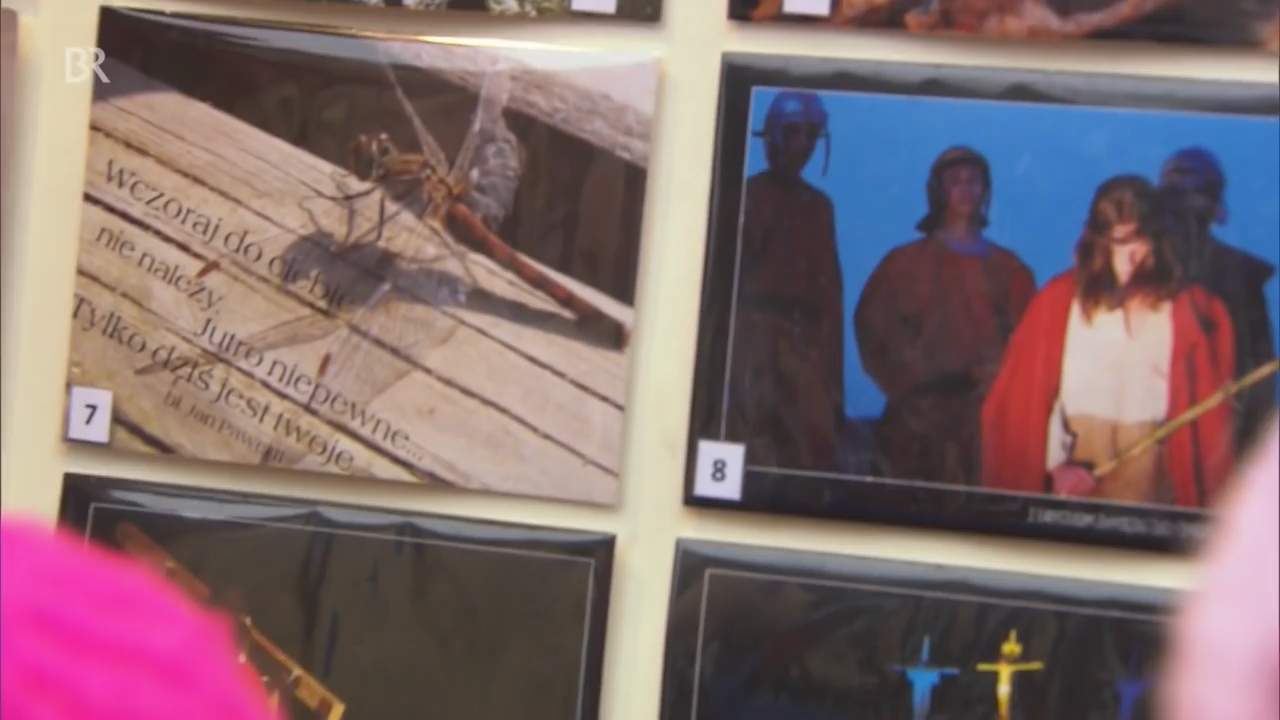 BR
Wczoraj do ciebie
nie należy.
Jutro niepewne...
Tylko dziś jest twoje
bł. Jan Paweł II
7
8